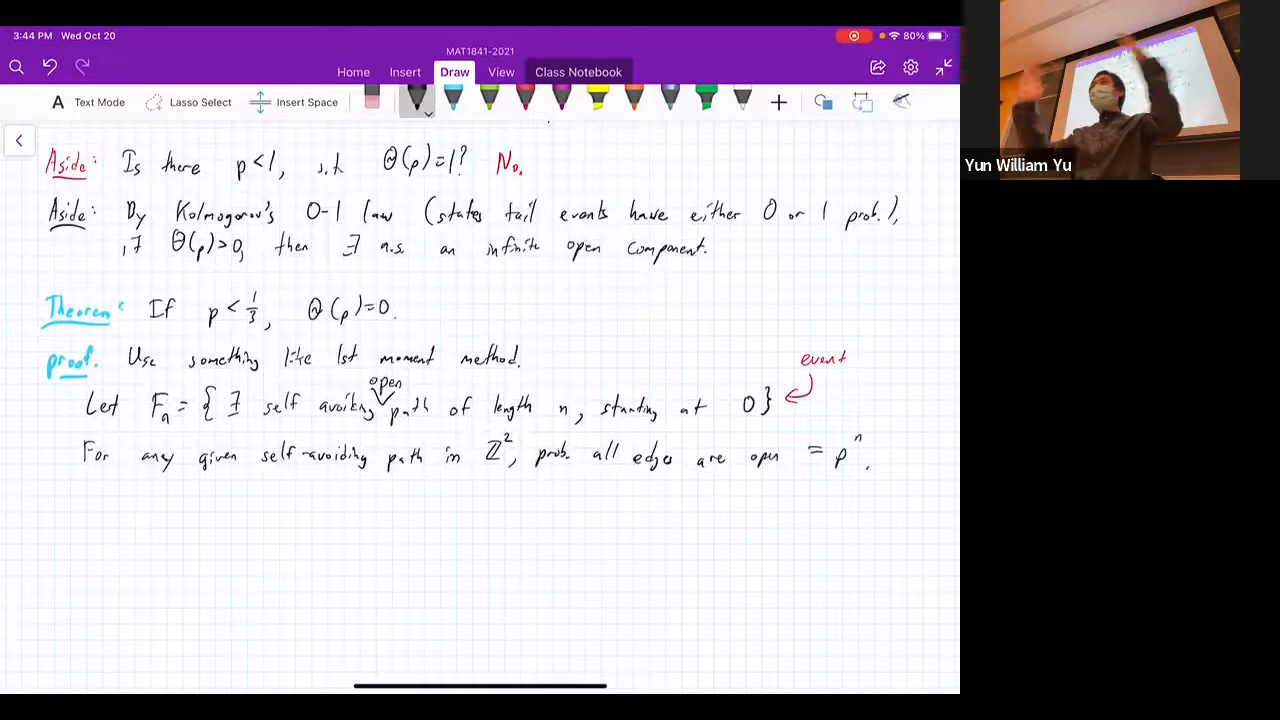 3:44 PM Wed Oct 20
80%
MAT1841-2021
Home Insert Draw View Class Notebook
A Text Mode Lasso Select Insert Space
Yun William Yu
Aside: Is there p<1, s.t Θ(p)=1? No.
Aside: By Kolmogorov's 0-1 law (states tail events have either 0 or 1 prob.),
if Θ(p)>0, then ∃ a.s an infinite open component.
Theorem: If p < 1/3, Θ(p)=0.
proof. Use something like 1st moment method.
event
open
Let Fₙ = { ∃ self avoiding path of length n, starting at 0}
For any given self-avoiding path in ℤ², prob. all edges are open = pⁿ.